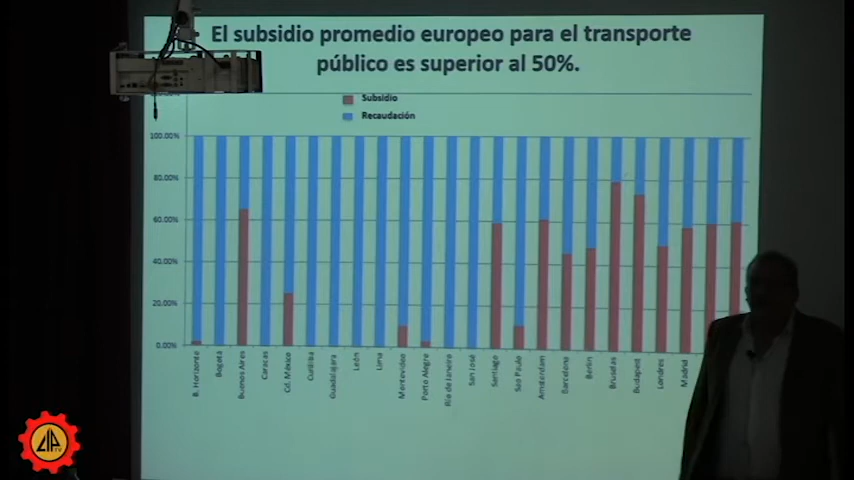 El subsidio promedio europeo para el transporte
público es superior al 50%.
Subsidio
Recaudación
100.00%
80.00%
60.00%
40.00%
20.00%
0.00%
B. Horizonte
Bogotá
Buenos Aires
Caracas
Cd. México
Curitiba
Guadalajara
León
Lima
Montevideo
Porto Alegre
Rio de Janeiro
San José
Santiago
Sao Paulo
Amsterdam
Barcelona
Berlín
Bruselas
Budapest
Londres
Madrid